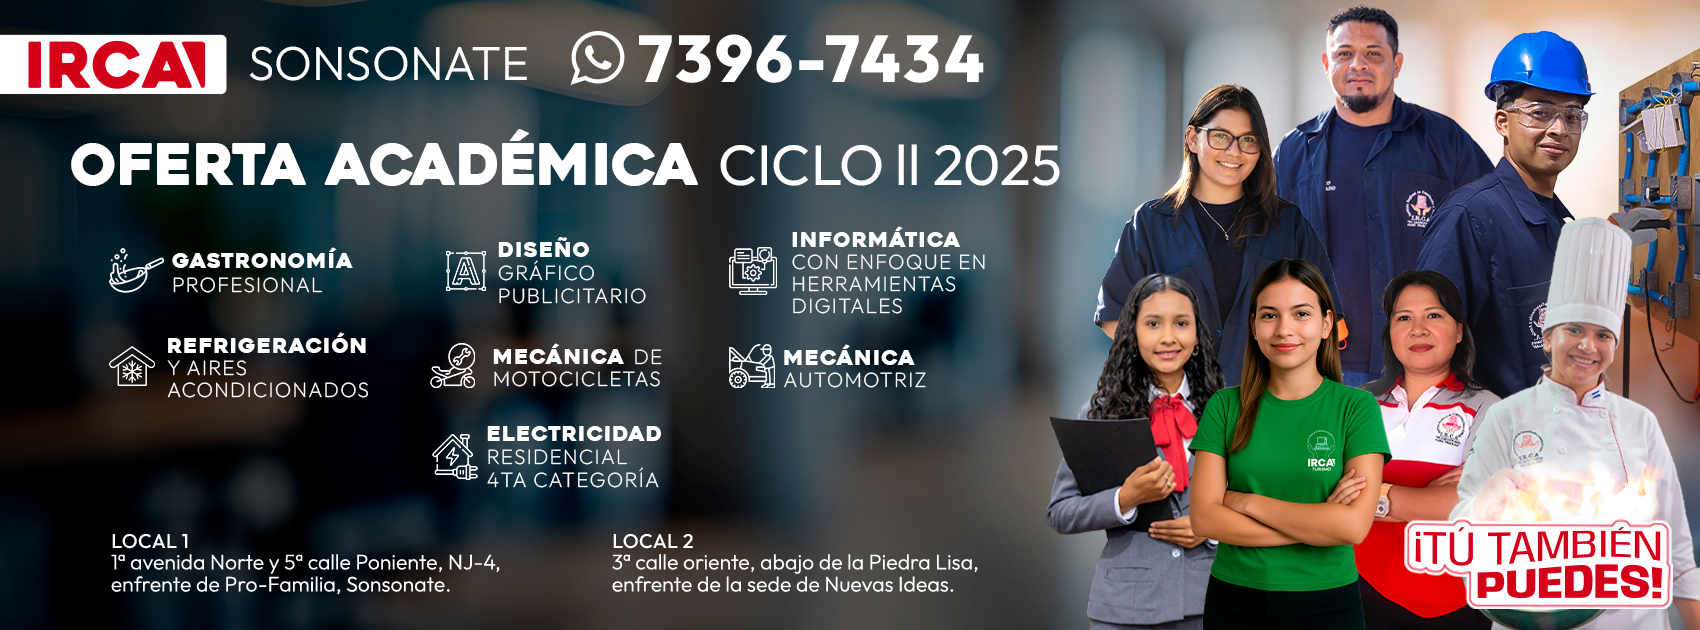 IRCA SONSONATE 7396-7434
OFERTA ACADÉMICA CICLO II 2025
GASTRONOMÍA
PROFESIONAL
DISEÑO
GRÁFICO
PUBLICITARIO
INFORMÁTICA
CON ENFOQUE EN
HERRAMIENTAS
DIGITALES
REFRIGERACIÓN
Y AIRES
ACONDICIONADOS
MECÁNICA DE
MOTOCICLETAS
MECÁNICA
AUTOMOTRIZ
ELECTRICIDAD
RESIDENCIAL
4TA CATEGORÍA
LOCAL 1
1ª avenida Norte y 5ª calle Poniente, NJ-4,
enfrente de Pro-Familia, Sonsonate.
LOCAL 2
3ª calle oriente, abajo de la Piedra Lisa,
enfrente de la sede de Nuevas Ideas.
IRCA
TURISMO
I.R.C.A.
I.R.C.A.
I.R.C.A.
¡TÚ TAMBIÉN
PUEDES!